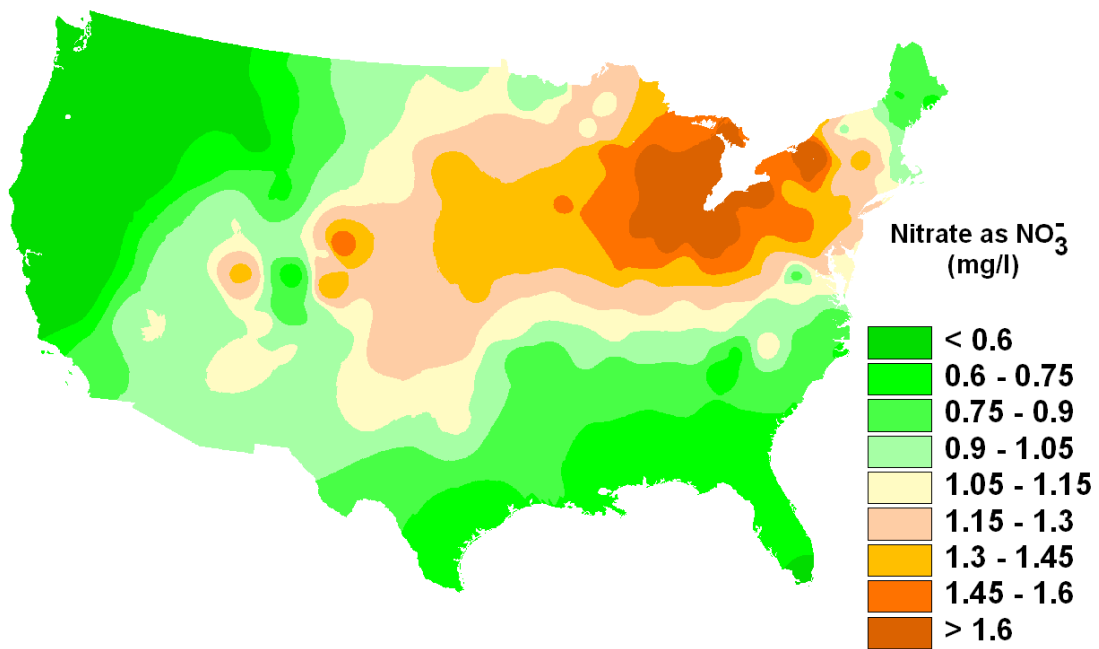 Nitrate as NO₃⁻
(mg/l)
< 0.6
0.6 - 0.75
0.75 - 0.9
0.9 - 1.05
1.05 - 1.15
1.15 - 1.3
1.3 - 1.45
1.45 - 1.6
> 1.6